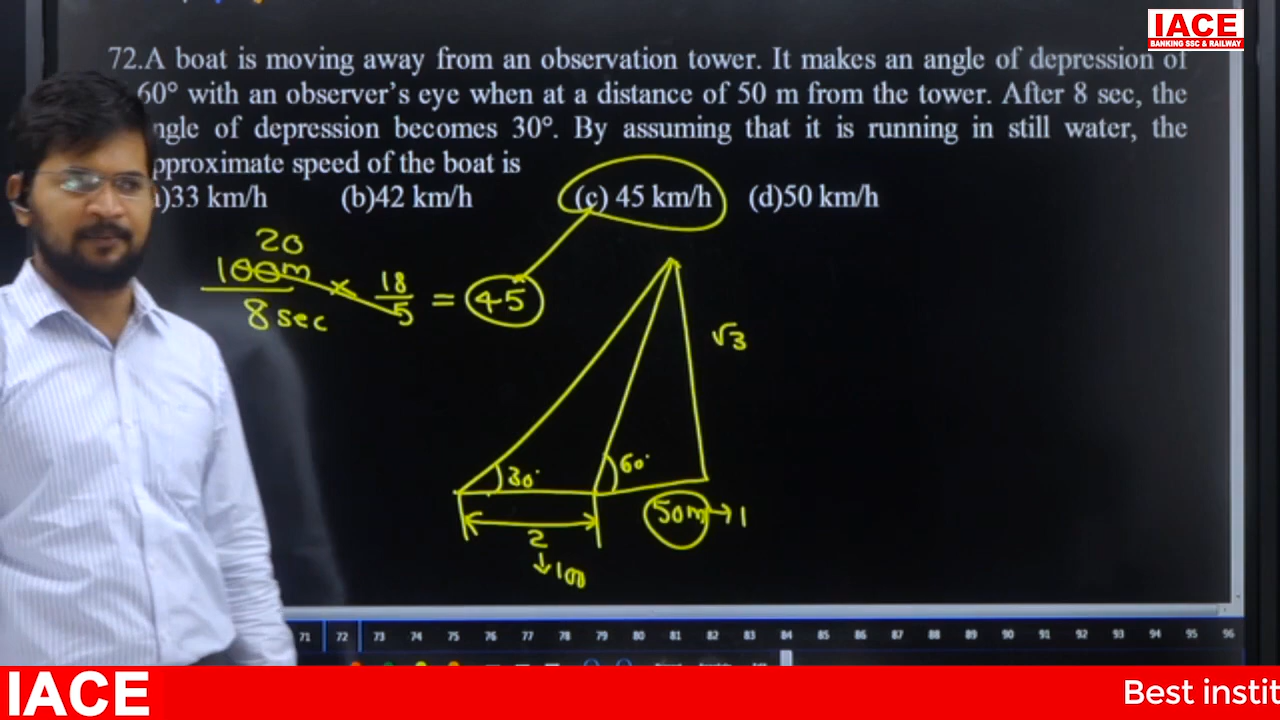 IACE
BANKING SSC & RAILWAY
72.A boat is moving away from an observation tower. It makes an angle of depression of
60° with an observer's eye when at a distance of 50 m from the tower. After 8 sec, the
ngle of depression becomes 30°. By assuming that it is running in still water, the
pproximate speed of the boat is
)33 km/h (b)42 km/h (c) 45 km/h (d)50 km/h
20
100m × 18 = 45
8 sec 5
√3
30° 60°
50m → 1
2
↓100
71 72 73 74 75 76 77 78 79 80 81 82 83 84 85 86 87 88 89 90 91 92 93 94 95 96
IACE Best instit